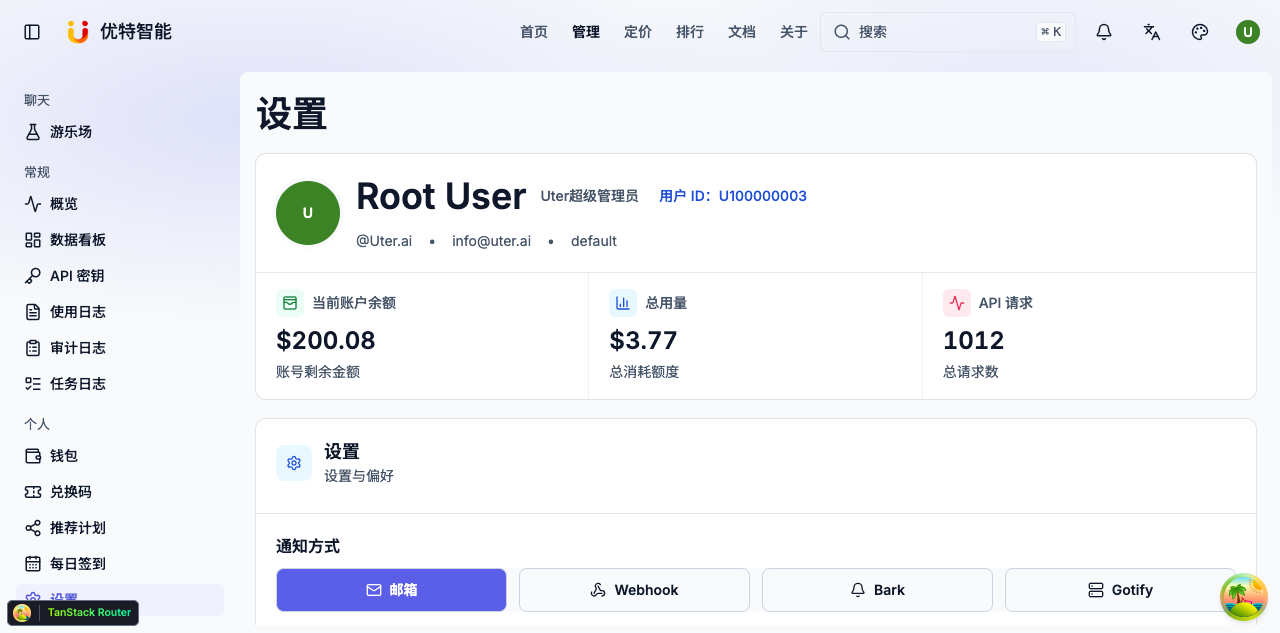 优特智能
首页 管理 定价 排行 文档 关于
搜索 ⌘ K
U
聊天
游乐场
常规
概览
数据看板
API 密钥
使用日志
审计日志
任务日志
个人
钱包
兑换码
推荐计划
每日签到
设置
TanStack Router
设置
U
Root User Uter超级管理员 用户 ID：U100000003
@Uter.ai • info@uter.ai • default
当前账户余额
$200.08
账号剩余金额
总用量
$3.77
总消耗额度
API 请求
1012
总请求数
设置
设置与偏好
通知方式
邮箱 Webhook Bark Gotify